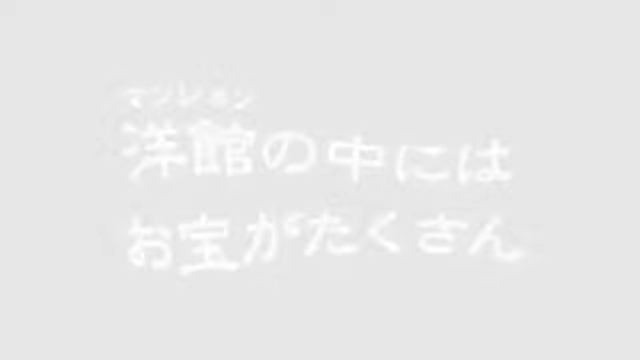 マンション
洋館の中には
お宝がたくさん